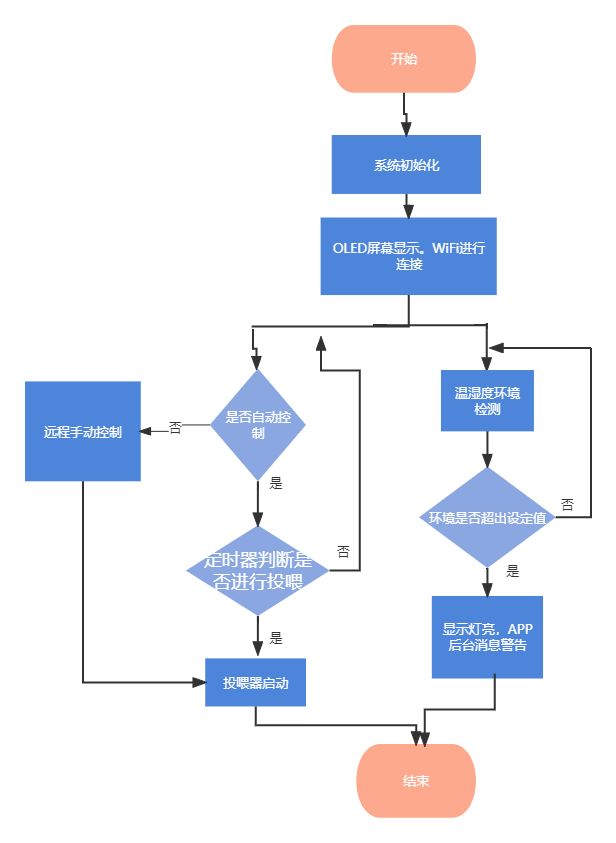 开始
系统初始化
OLED屏幕显示。WiFi进行
连接
是否自动控
制
否
远程手动控制
是
定时器判断是
否进行投喂
否
是
投喂器启动
温湿度环境
检测
环境是否超出设定值
否
是
显示灯亮，APP
后台消息警告
结束